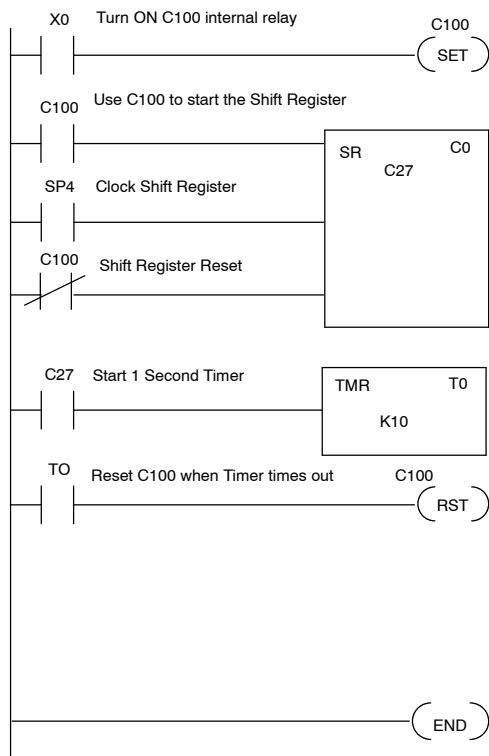 X0 Turn ON C100 internal relay C100
SET
C100 Use C100 to start the Shift Register
SR C0
C27
SP4 Clock Shift Register
C100 Shift Register Reset
C27 Start 1 Second Timer
TMR T0
K10
TO Reset C100 when Timer times out C100
RST
END